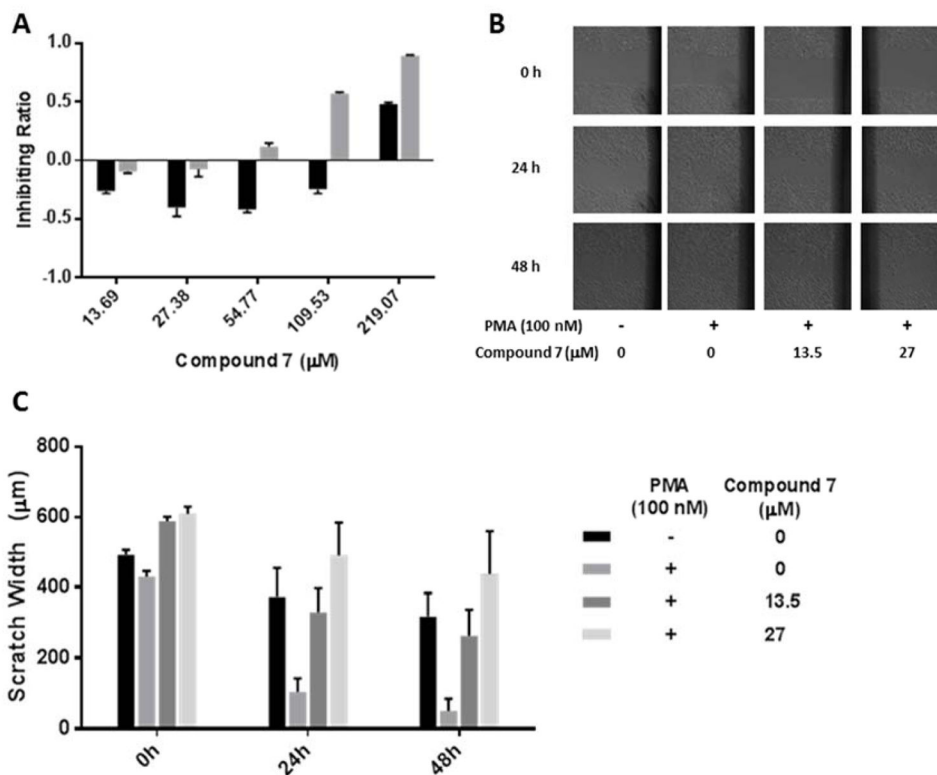 A
1.0
0.5
0.0
-0.5
-1.0
Inhibiting Ratio
13.69
27.38
54.77
109.53
219.07
Compound 7 (μM)
B
0 h
24 h
48 h
PMA (100 nM) - + + +
Compound 7 (μM) 0 0 13.5 27
C
800
600
400
200
0
Scratch Width (μm)
0h
24h
48h
PMA Compound 7
(100 nM) (μM)
- 0
+ 0
+ 13.5
+ 27